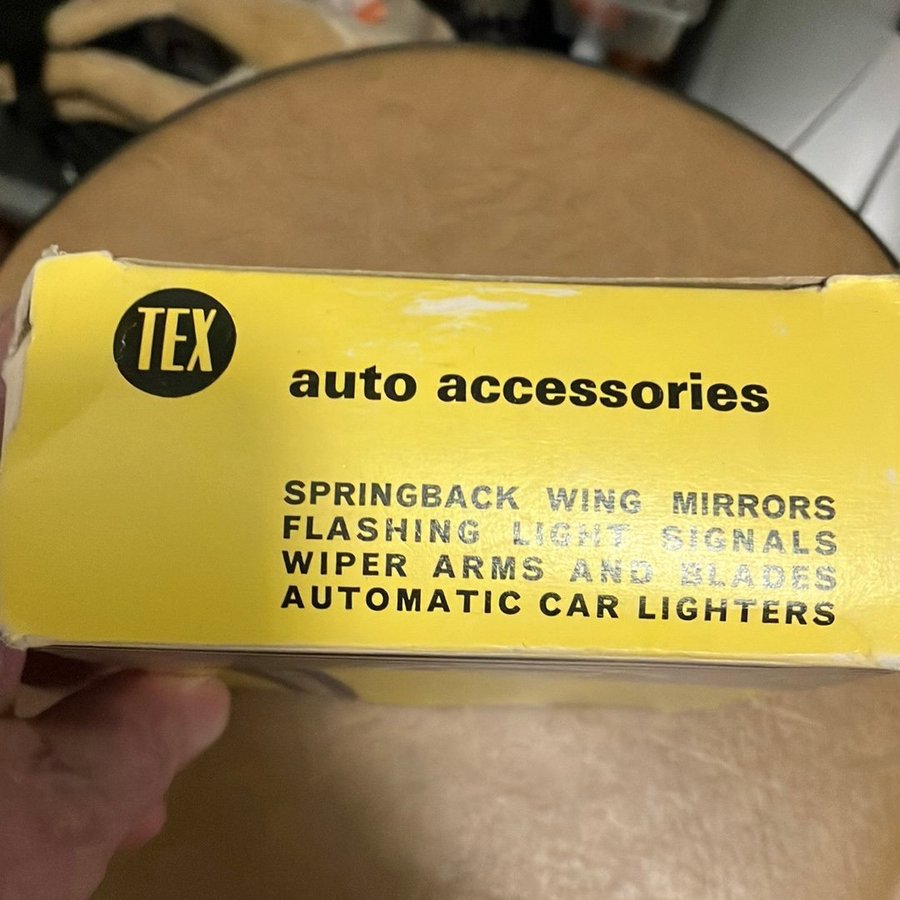 TEX
auto accessories
SPRINGBACK WING MIRRORS
FLASHING LIGHT SIGNALS
WIPER ARMS AND BLADES
AUTOMATIC CAR LIGHTERS